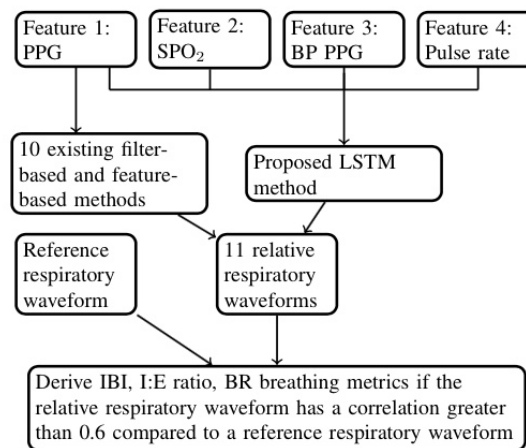 Feature 1:
PPG
Feature 2:
SPO₂
Feature 3:
BP PPG
Feature 4:
Pulse rate
10 existing filter-
based and feature-
based methods
Proposed LSTM
method
Reference
respiratory
waveform
11 relative
respiratory
waveforms
Derive IBI, I:E ratio, BR breathing metrics if the
relative respiratory waveform has a correlation greater
than 0.6 compared to a reference respiratory waveform